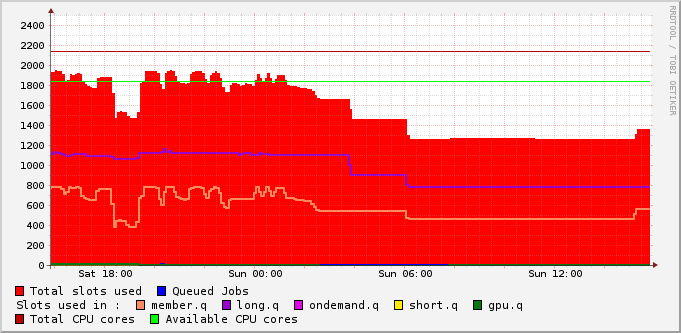 2400
2200
2000
1800
1600
1400
1200
1000
800
600
400
200
0
Sat 18:00 Sun 00:00 Sun 06:00 Sun 12:00
RRDTOOL / TOBI OETIKER
Total slots used Queued Jobs
Slots used in : member.q long.q ondemand.q short.q gpu.q
Total CPU cores Available CPU cores